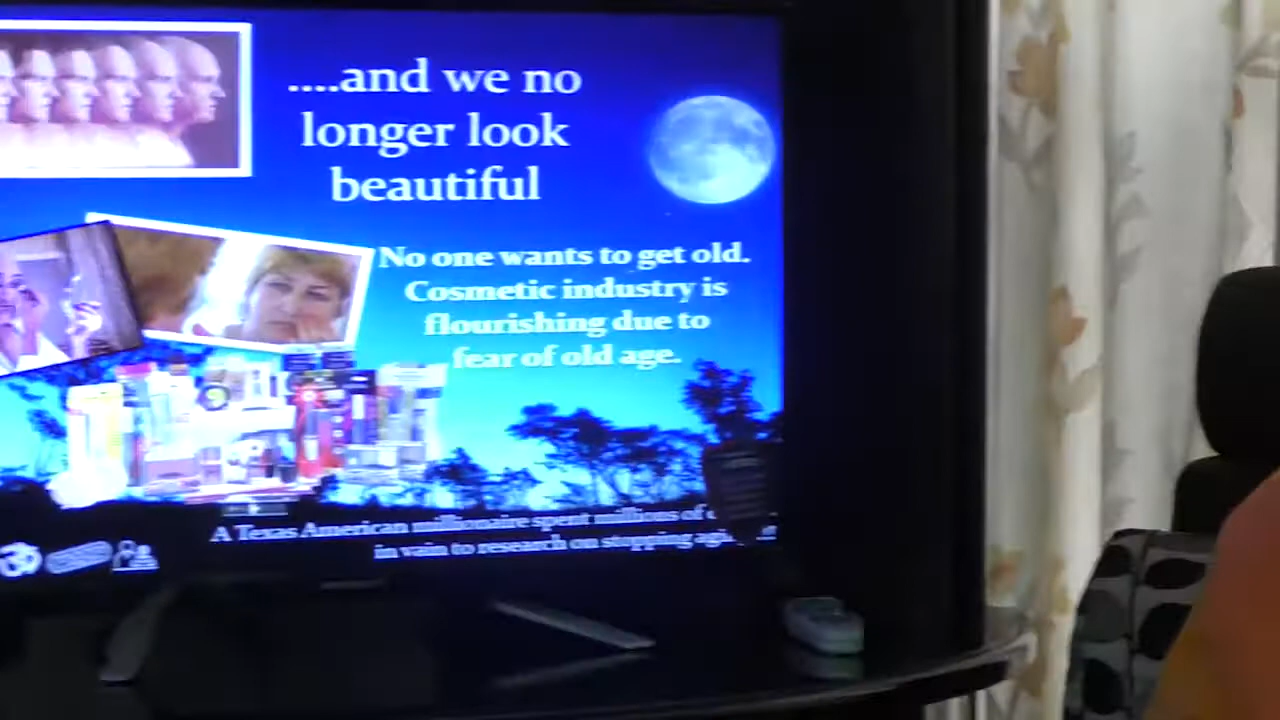 ....and we no
longer look
beautiful
No one wants to get old.
Cosmetic industry is
flourishing due to
fear of old age.
A Texas American millionaire spent millions of
in vain to research on stopping